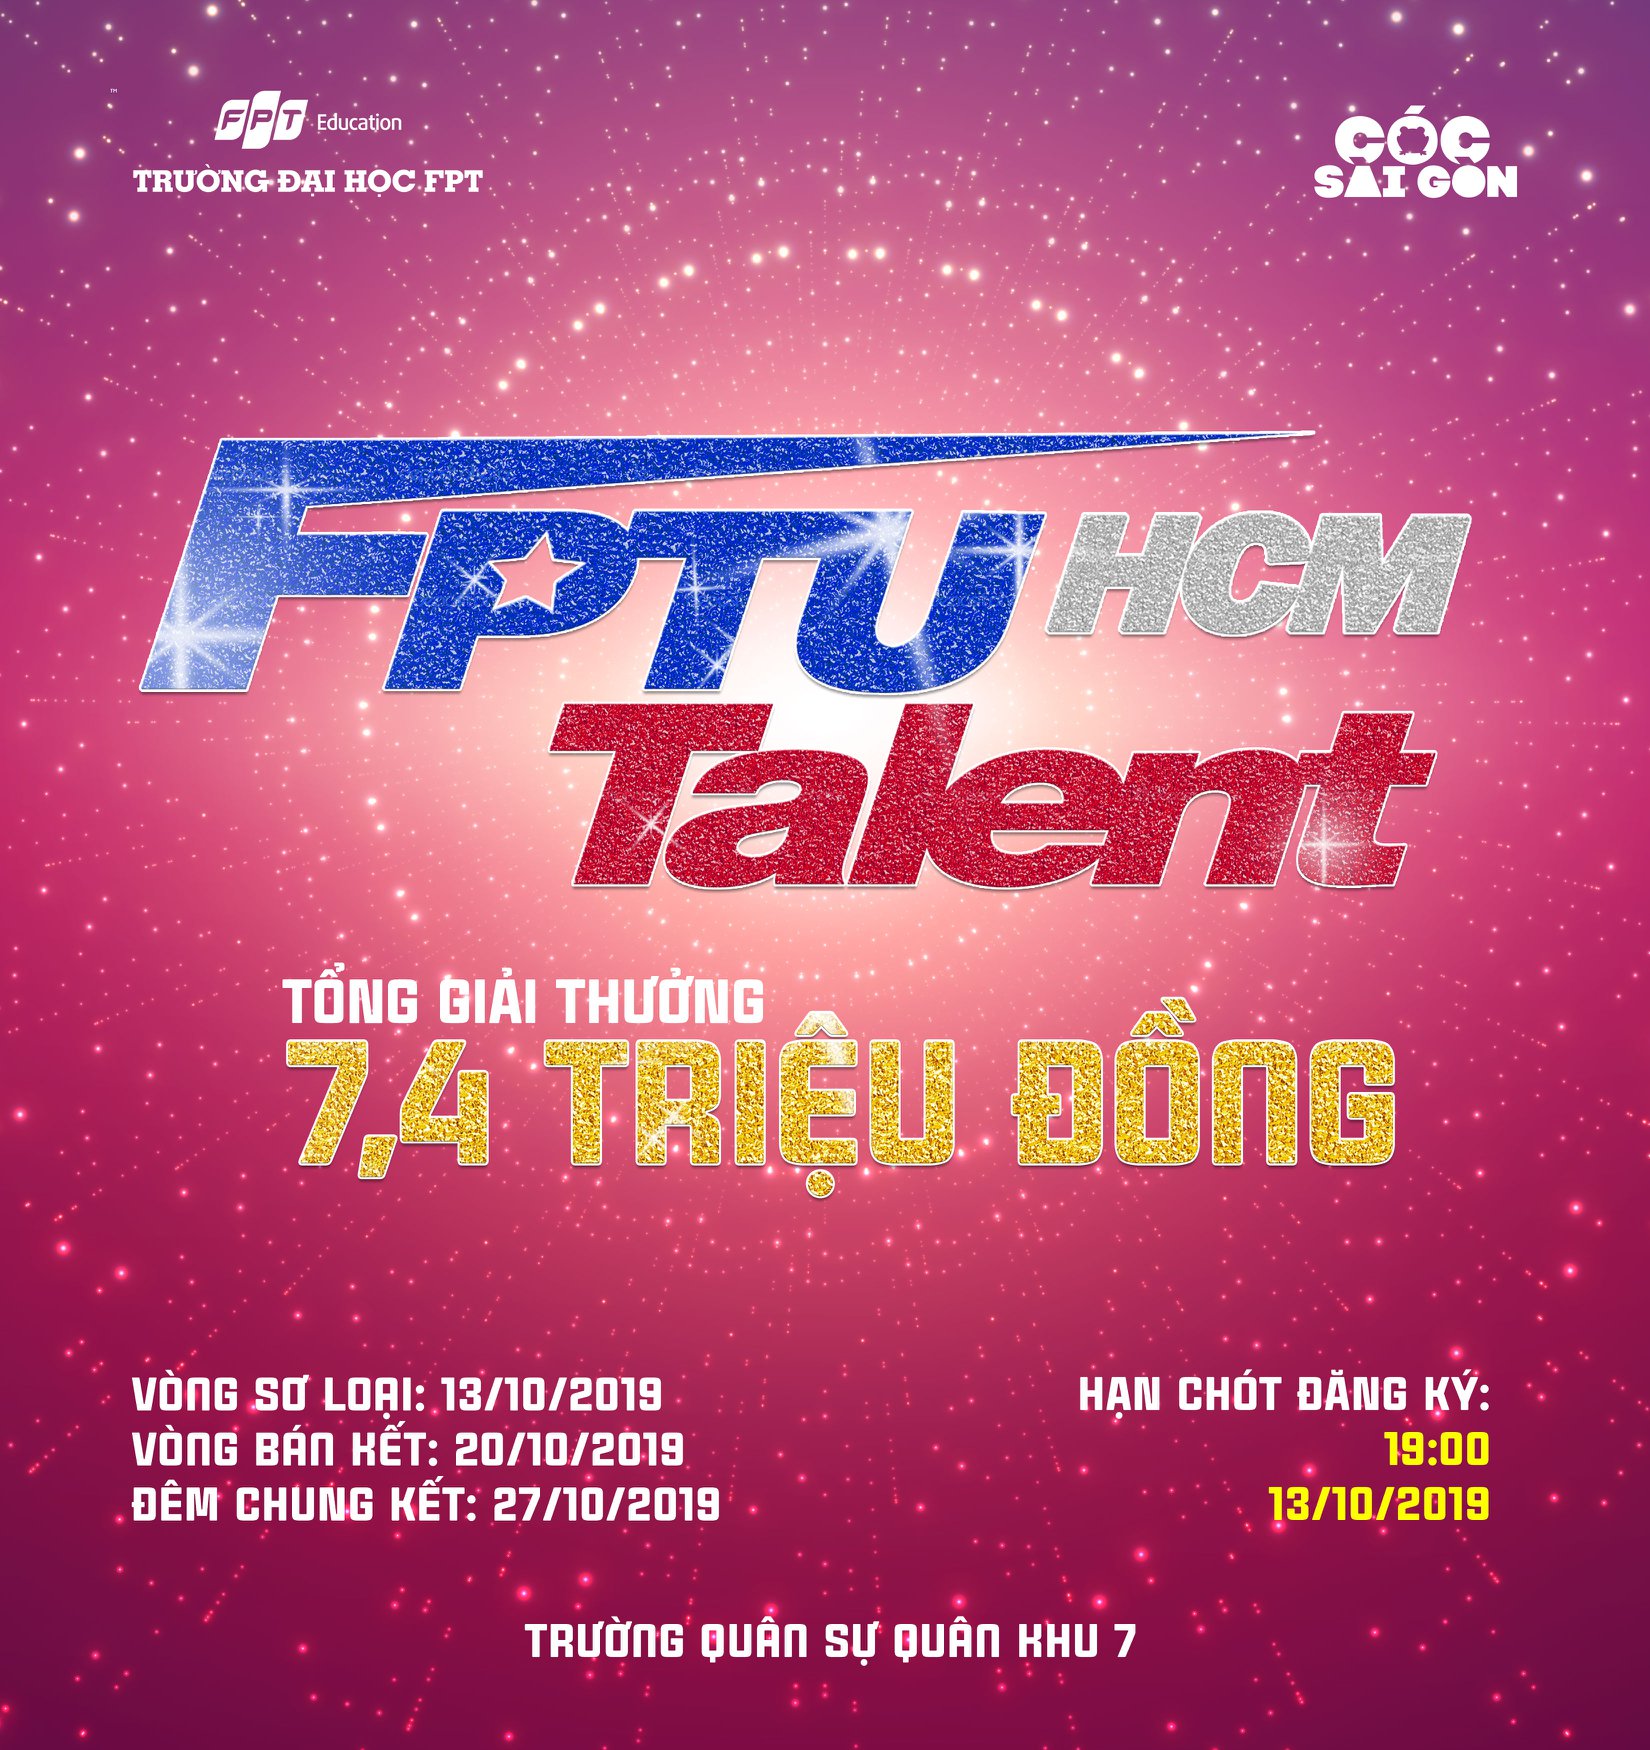 ™
FPT Education
TRƯỜNG ĐẠI HỌC FPT
CÓC
SÀI GÒN
FPTU HCM
Talent
TỔNG GIẢI THƯỞNG
7,4 TRIỆU ĐỒNG
VÒNG SƠ LOẠI: 13/10/2019
VÒNG BÁN KẾT: 20/10/2019
ĐÊM CHUNG KẾT: 27/10/2019
HẠN CHÓT ĐĂNG KÝ:
19:00
13/10/2019
TRƯỜNG QUÂN SỰ QUÂN KHU 7